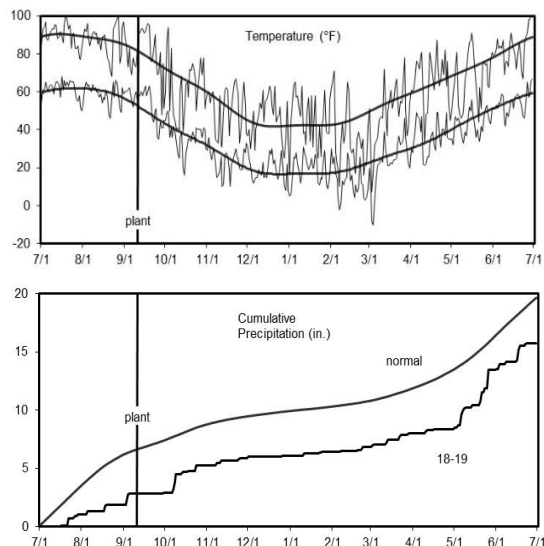 Temperature (°F)
100
80
60
40
20
0
-20
plant
7/1 8/1 9/1 10/1 11/1 12/1 1/1 2/1 3/1 4/1 5/1 6/1 7/1
Cumulative
Precipitation (in.)
normal
plant
18-19
20
15
10
5
0
7/1 8/1 9/1 10/1 11/1 12/1 1/1 2/1 3/1 4/1 5/1 6/1 7/1